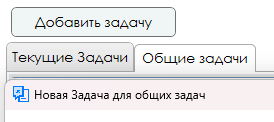 Добавить задачу
Текущие Задачи Общие задачи
Новая Задача для общих задач